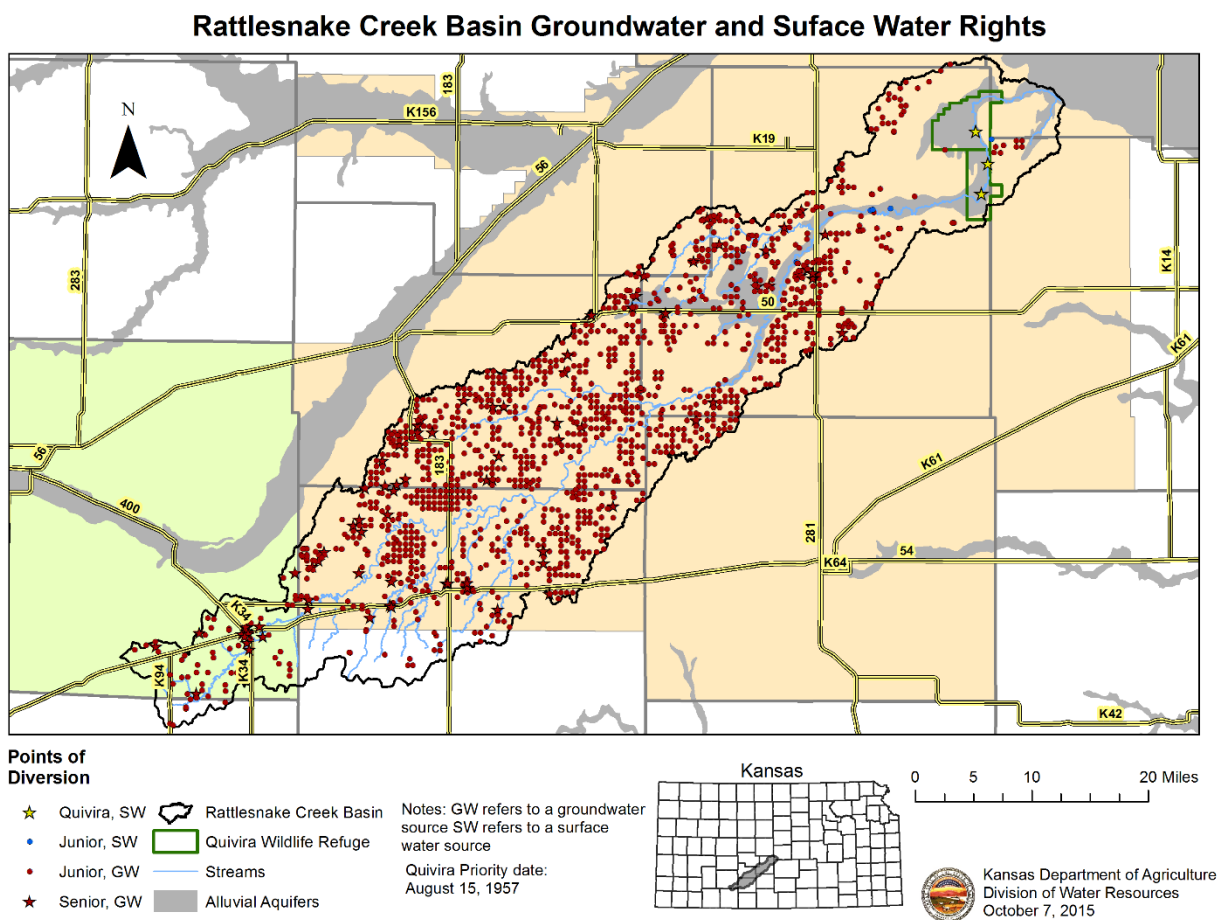 Rattlesnake Creek Basin Groundwater and Suface Water Rights
N
183
K156
K19
56
283
K14
50
K61
56
183
K61
400
281
54
K64
K34
K94
K34
K42
Points of
Diversion
Quivira, SW
Junior, SW
Junior, GW
Senior, GW
Rattlesnake Creek Basin
Quivira Wildlife Refuge
Streams
Alluvial Aquifers
Notes: GW refers to a groundwater
source SW refers to a surface
water source
Quivira Priority date:
August 15, 1957
Kansas
0 5 10 20 Miles
Kansas Department of Agriculture
Division of Water Resources
October 7, 2015